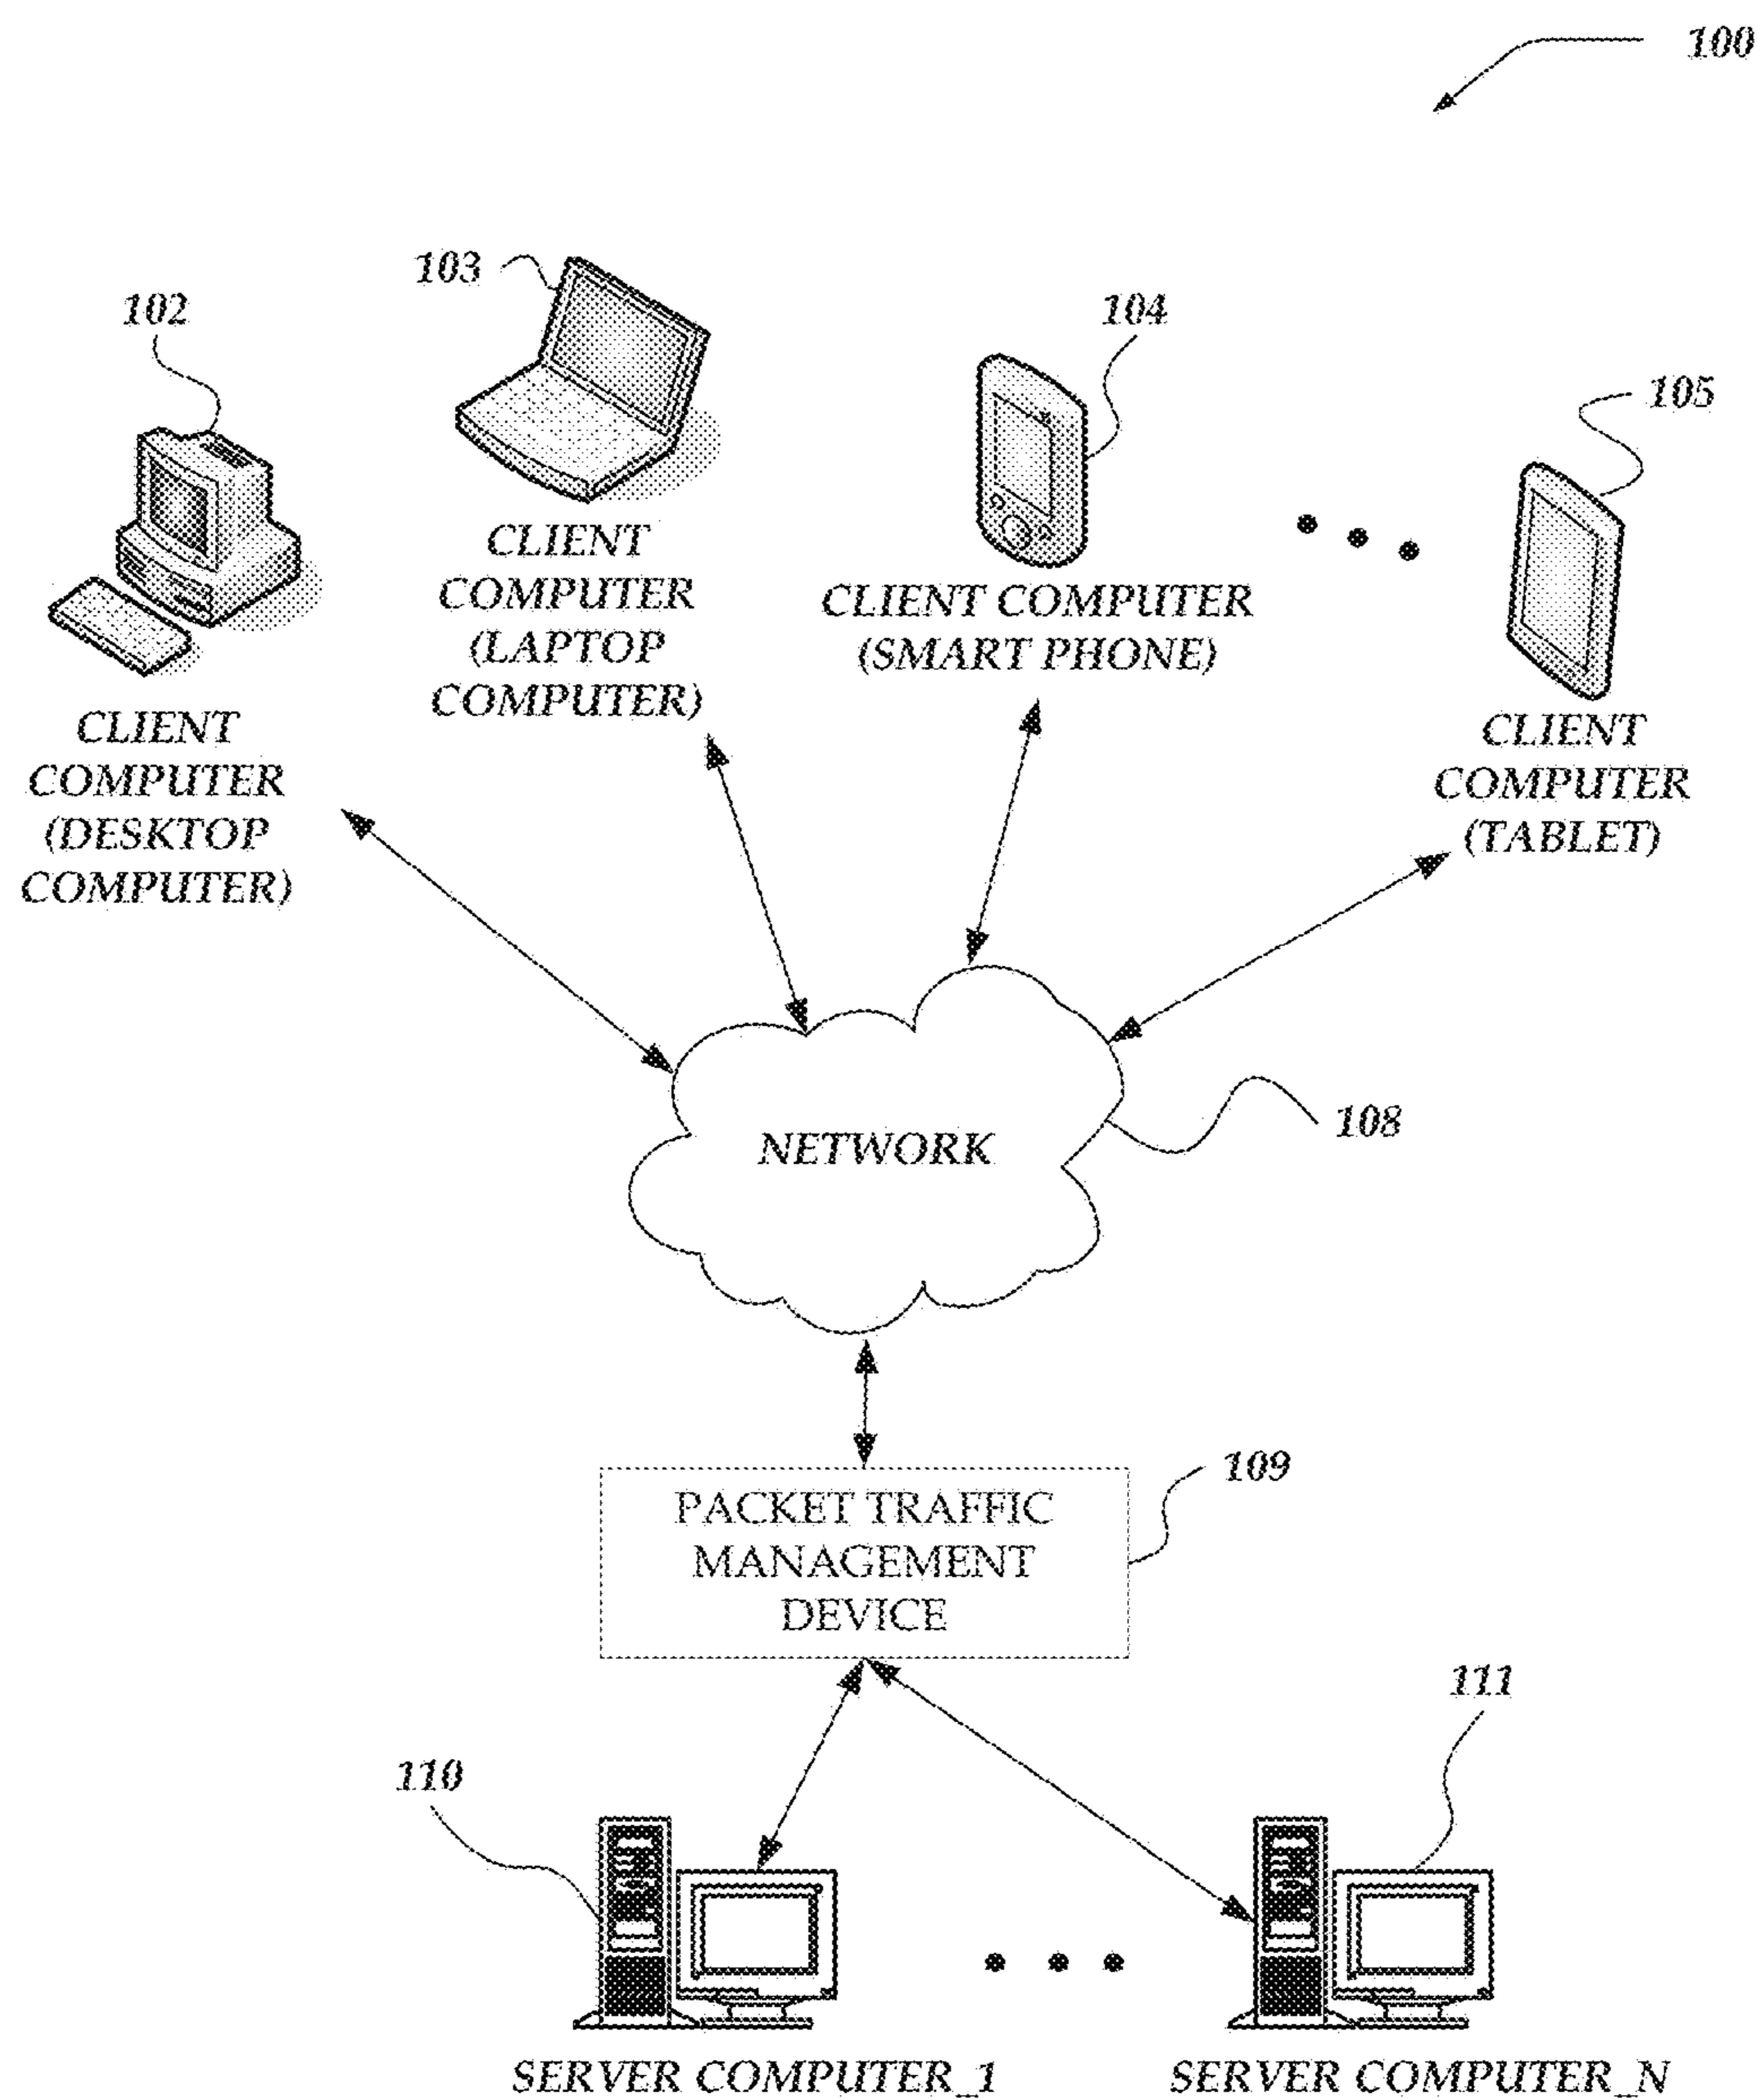 100
103
102
104
105
CLIENT
COMPUTER
(LAPTOP
COMPUTER)
CLIENT COMPUTER
(SMART PHONE)
CLIENT
COMPUTER
(DESKTOP
COMPUTER)
CLIENT
COMPUTER
(TABLET)
NETWORK
108
109
PACKET TRAFFIC
MANAGEMENT
DEVICE
111
110
SERVER COMPUTER_1
SERVER COMPUTER_N